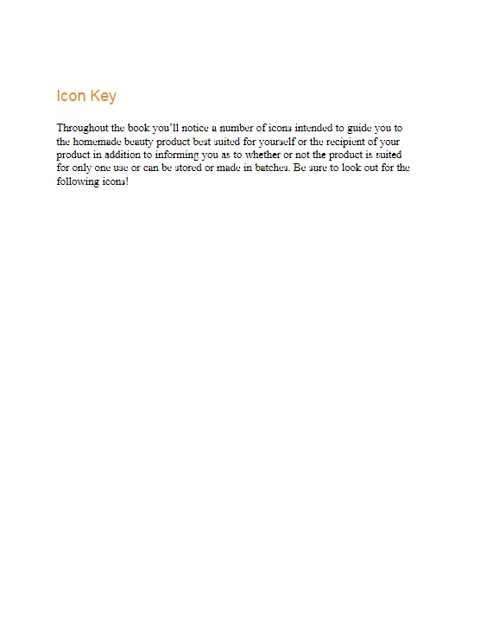 Icon Key
Throughout the book you'll notice a number of icons intended to guide you to
the homemade beauty product best suited for yourself or the recipient of your
product in addition to informing you as to whether or not the product is suited
for only one use or can be stored or made in batches. Be sure to look out for the
following icons!